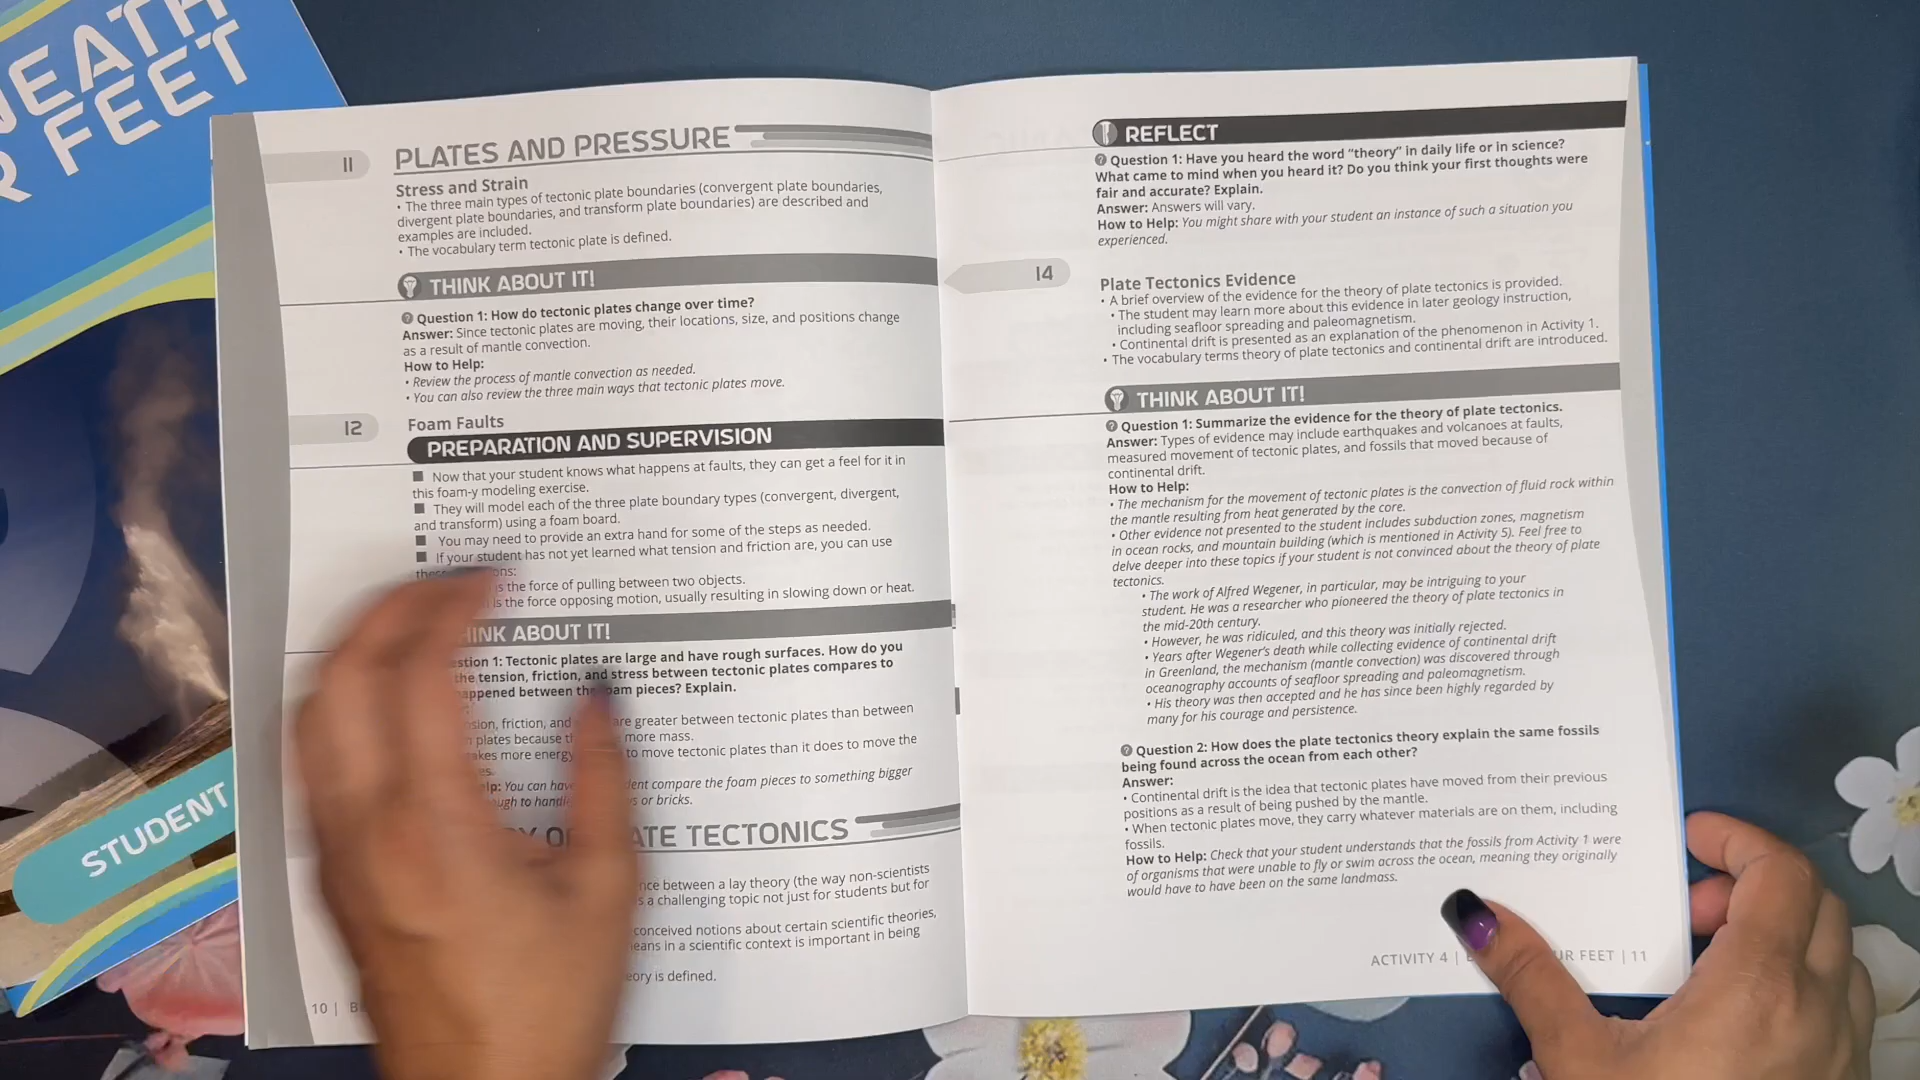 NEATH
R FEET
STUDENT
11
PLATES AND PRESSURE
Stress and Strain
• The three main types of tectonic plate boundaries (convergent plate boundaries,
divergent plate boundaries, and transform plate boundaries) are described and
examples are included.
• The vocabulary term tectonic plate is defined.
THINK ABOUT IT!
Question 1: How do tectonic plates change over time?
Answer: Since tectonic plates are moving, their locations, size, and positions change
as a result of mantle convection.
How to Help:
• Review the process of mantle convection as needed.
• You can also review the three main ways that tectonic plates move.
12
Foam Faults
PREPARATION AND SUPERVISION
■ Now that your student knows what happens at faults, they can get a feel for it in
this foam-y modeling exercise.
■ They will model each of the three plate boundary types (convergent, divergent,
and transform) using a foam board.
■ You may need to provide an extra hand for some of the steps as needed.
■ If your student has not yet learned what tension and friction are, you can use
ons:
is the force of pulling between two objects.
is the force opposing motion, usually resulting in slowing down or heat.
HINK ABOUT IT!
stion 1: Tectonic plates are large and have rough surfaces. How do you
the tension, friction, and stress between tectonic plates compares to
appened between the foam pieces? Explain.
sion, friction, and are greater between tectonic plates than between
plates because more mass.
akes more energy to move tectonic plates than it does to move the
es.
lp: You can have dent compare the foam pieces to something bigger
ugh to handle s or bricks.
Y OF ATE TECTONICS
nce between a lay theory (the way non-scientists
s a challenging topic not just for students but for
conceived notions about certain scientific theories,
eans in a scientific context is important in being
eory is defined.
10 | B
REFLECT
Question 1: Have you heard the word “theory” in daily life or in science?
What came to mind when you heard it? Do you think your first thoughts were
fair and accurate? Explain.
Answer: Answers will vary.
How to Help: You might share with your student an instance of such a situation you
experienced.
14
Plate Tectonics Evidence
• A brief overview of the evidence for the theory of plate tectonics is provided.
• The student may learn more about this evidence in later geology instruction,
including seafloor spreading and paleomagnetism.
• Continental drift is presented as an explanation of the phenomenon in Activity 1.
• The vocabulary terms theory of plate tectonics and continental drift are introduced.
THINK ABOUT IT!
Question 1: Summarize the evidence for the theory of plate tectonics.
Answer: Types of evidence may include earthquakes and volcanoes at faults,
measured movement of tectonic plates, and fossils that moved because of
continental drift.
How to Help:
• The mechanism for the movement of tectonic plates is the convection of fluid rock within
the mantle resulting from heat generated by the core.
• Other evidence not presented to the student includes subduction zones, magnetism
in ocean rocks, and mountain building (which is mentioned in Activity 5). Feel free to
delve deeper into these topics if your student is not convinced about the theory of plate
tectonics.
• The work of Alfred Wegener, in particular, may be intriguing to your
student. He was a researcher who pioneered the theory of plate tectonics in
the mid-20th century.
• However, he was ridiculed, and this theory was initially rejected.
• Years after Wegener's death while collecting evidence of continental drift
in Greenland, the mechanism (mantle convection) was discovered through
oceanography accounts of seafloor spreading and paleomagnetism.
• His theory was then accepted and he has since been highly regarded by
many for his courage and persistence.
Question 2: How does the plate tectonics theory explain the same fossils
being found across the ocean from each other?
Answer:
• Continental drift is the idea that tectonic plates have moved from their previous
positions as a result of being pushed by the mantle.
• When tectonic plates move, they carry whatever materials are on them, including
fossils.
How to Help: Check that your student understands that the fossils from Activity 1 were
of organisms that were unable to fly or swim across the ocean, meaning they originally
would have to have been on the same landmass.
ACTIVITY 4 | UR FEET | 11